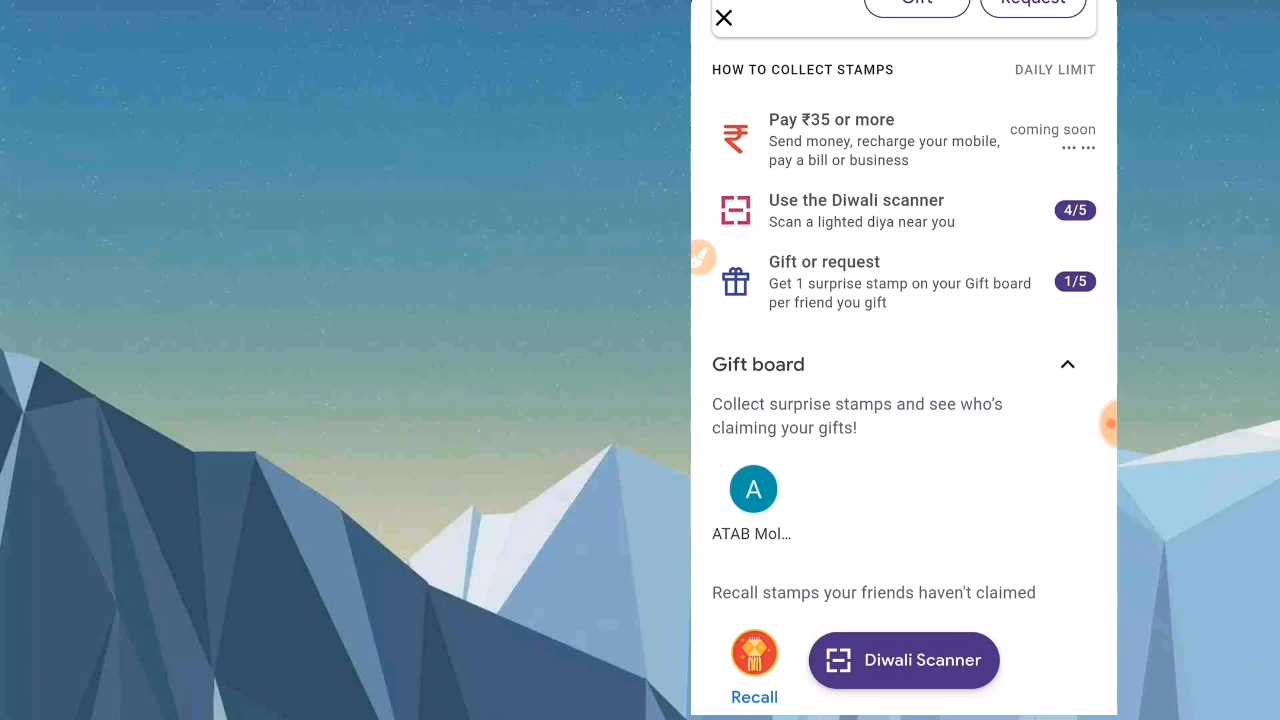 Gift Request
HOW TO COLLECT STAMPS DAILY LIMIT
Pay ₹35 or more
coming soon
Send money, recharge your mobile,
... ...
pay a bill or business
Use the Diwali scanner
4/5
Scan a lighted diya near you
Gift or request
Get 1 surprise stamp on your Gift board
1/5
per friend you gift
Gift board
Collect surprise stamps and see who's
claiming your gifts!
A
ATAB Mol...
Recall stamps your friends haven't claimed
Diwali Scanner
Recall